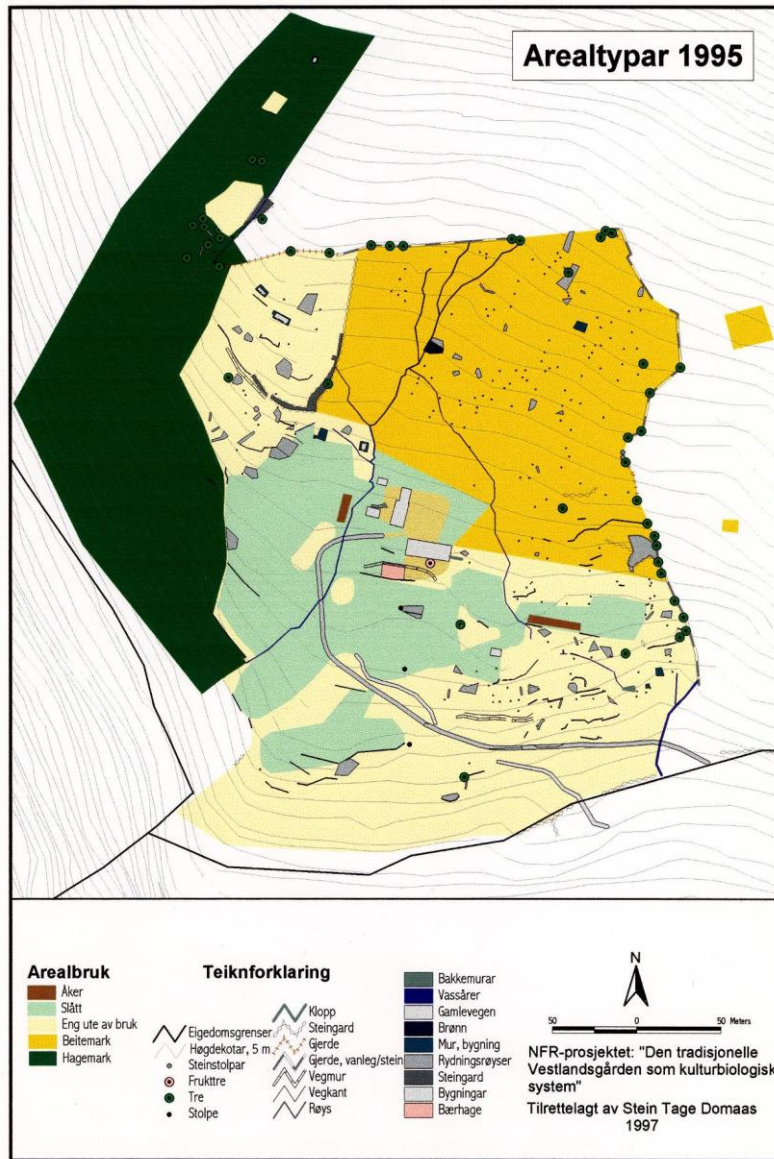 Arealtypar 1995
Arealbruk
Åker
Slått
Eng ute av bruk
Beitemark
Hagemark
Teiknforklaring
Eigedomsgrenser
Høgdekotar, 5 m
Steinstolpar
Frukttre
Tre
Stolpe
Klopp
Steingard
Gjerde
Gjerde, vanleg/stein
Vegmur
Vegkant
Røys
Bakkemurar
Vassårer
Gamlevegen
Brønn
Mur, bygning
Rydningsrøyser
Steingard
Bygningar
Bærhage
N
50 0 50 Meters
NFR-prosjektet: "Den tradisjonelle
Vestlandsgården som kulturbiologisk
system"
Tilrettelagt av Stein Tage Domaas
1997